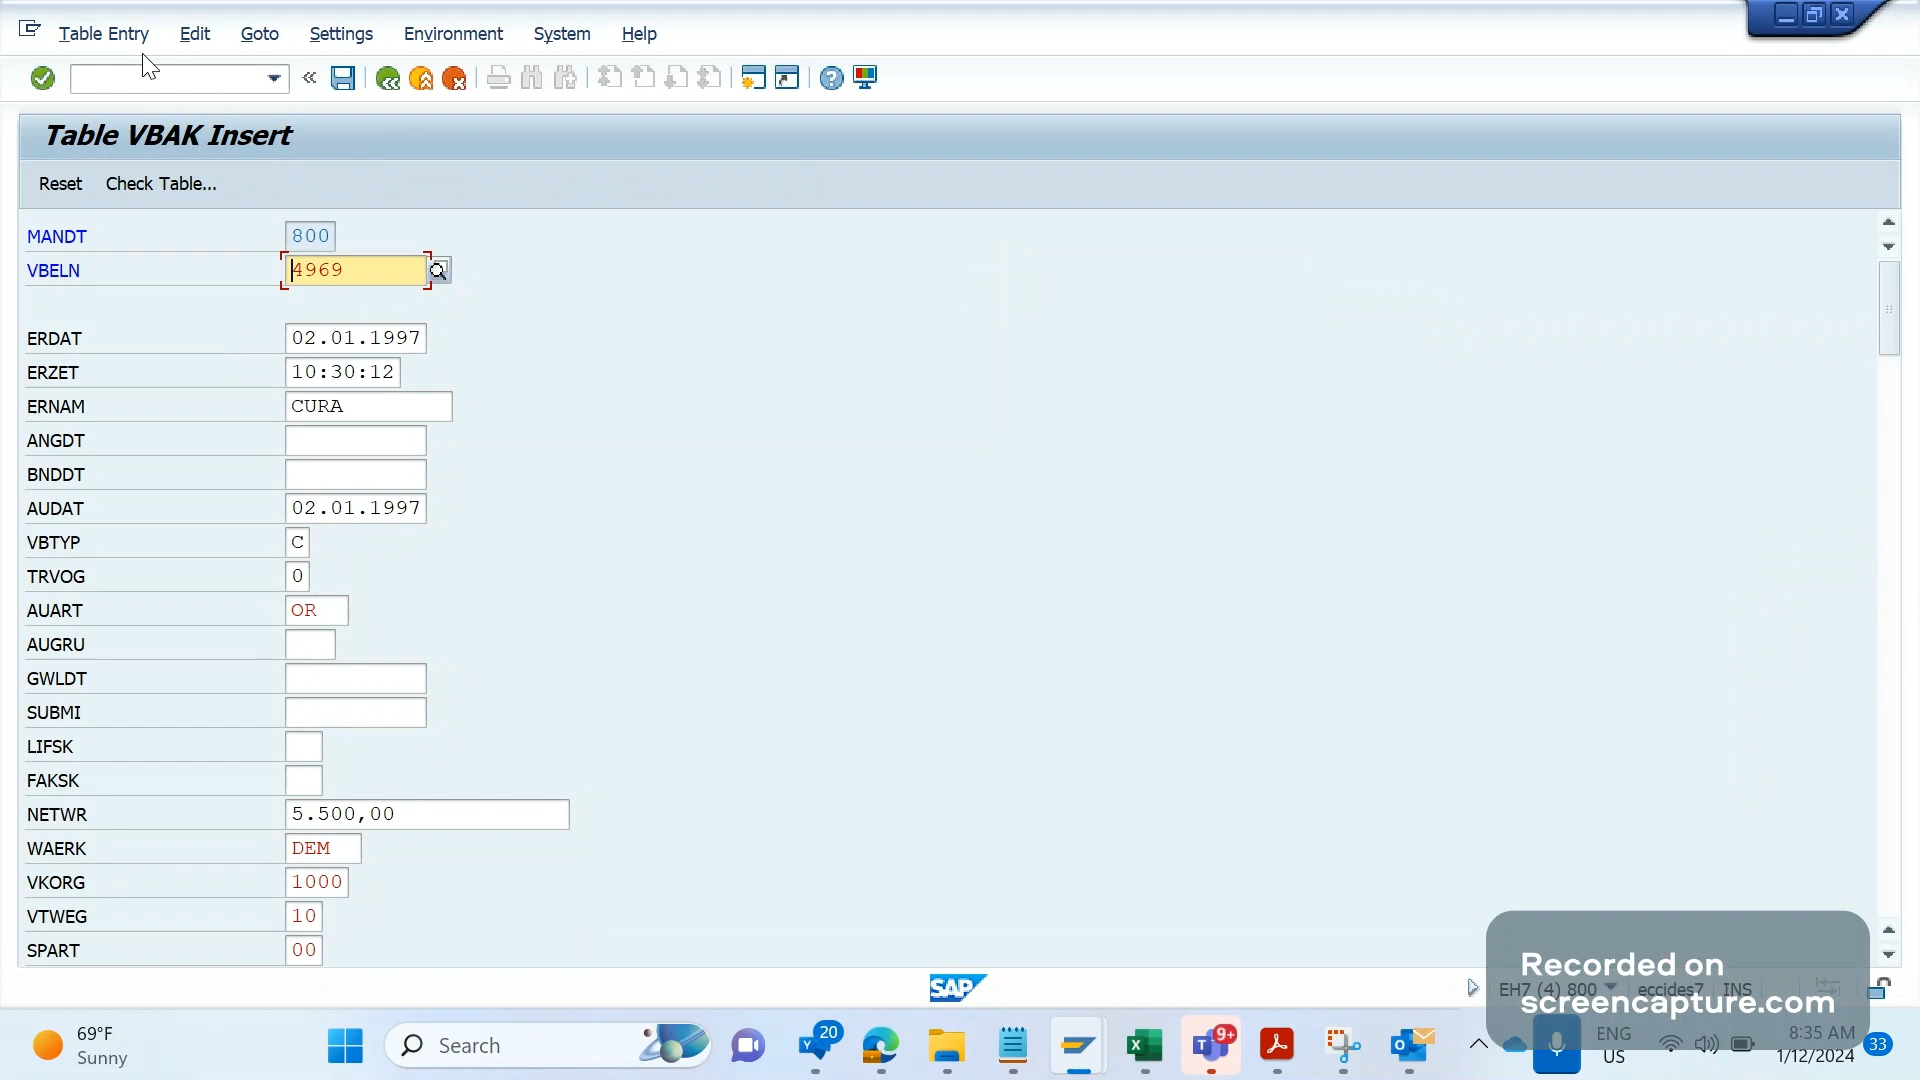 Table Entry Edit Goto Settings Environment System Help
Table VBAK Insert
Reset Check Table...
MANDT 800
VBELN 4969
ERDAT 02.01.1997
ERZET 10:30:12
ERNAM CURA
ANGDT
BNDDT
AUDAT 02.01.1997
VBTYP C
TRVOG 0
AUART OR
AUGRU
GWLDT
SUBMI
LIFSK
FAKSK
NETWR 5.500,00
WAERK DEM
VKORG 1000
VTWEG 10
SPART 00
SAP
EH7 (4) 800 eccides7 INS
Recorded on
screencapture.com
69°F
Sunny
Search
20
9+
ENG
US
8:35 AM
1/12/2024
33